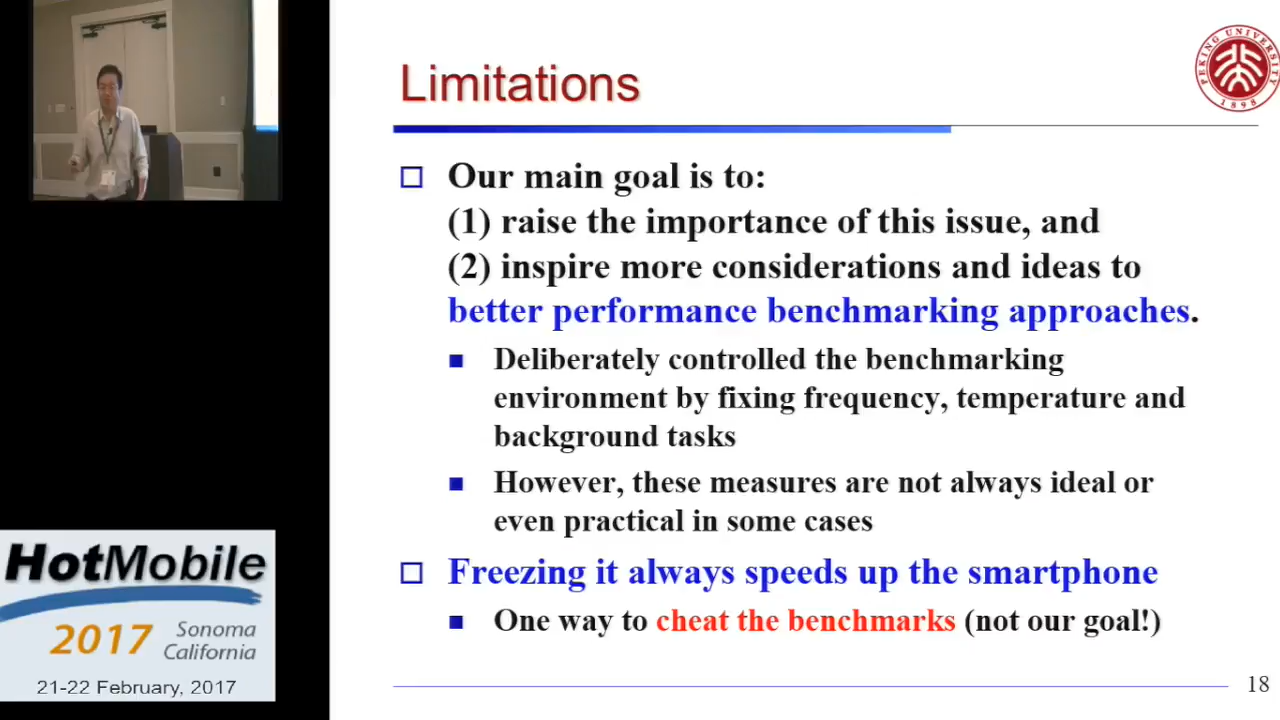 Limitations
PEKING UNIVERSITY
1898
Our main goal is to:
(1) raise the importance of this issue, and
(2) inspire more considerations and ideas to
better performance benchmarking approaches.
Deliberately controlled the benchmarking
environment by fixing frequency, temperature and
background tasks
However, these measures are not always ideal or
even practical in some cases
Freezing it always speeds up the smartphone
One way to cheat the benchmarks (not our goal!)
18
HotMobile
2017 Sonoma
California
21-22 February, 2017